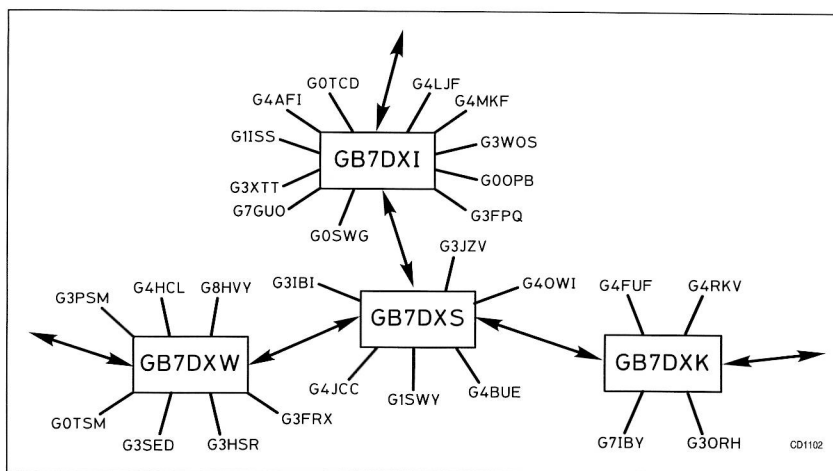 G0TCD
G4LJF
G4AFI
G4MKF
G1ISS
G3WOS
GB7DXI
G0OPB
G3XTT
G7GUO
G3FPQ
G0SWG
G3JZV
G3IBI
G4OWI
G4HCL
G8HVY
G4FUF
G4RKV
G3PSM
GB7DXS
GB7DXW
GB7DXK
G4JCC
G4BUE
G1SWY
G0TSM
G3FRX
G3SED
G3HSR
G7IBY
G3ORH
CD1102